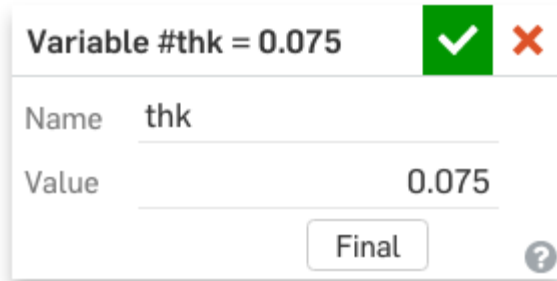 Variable #thk = 0.075
Name thk
Value 0.075
Final
?